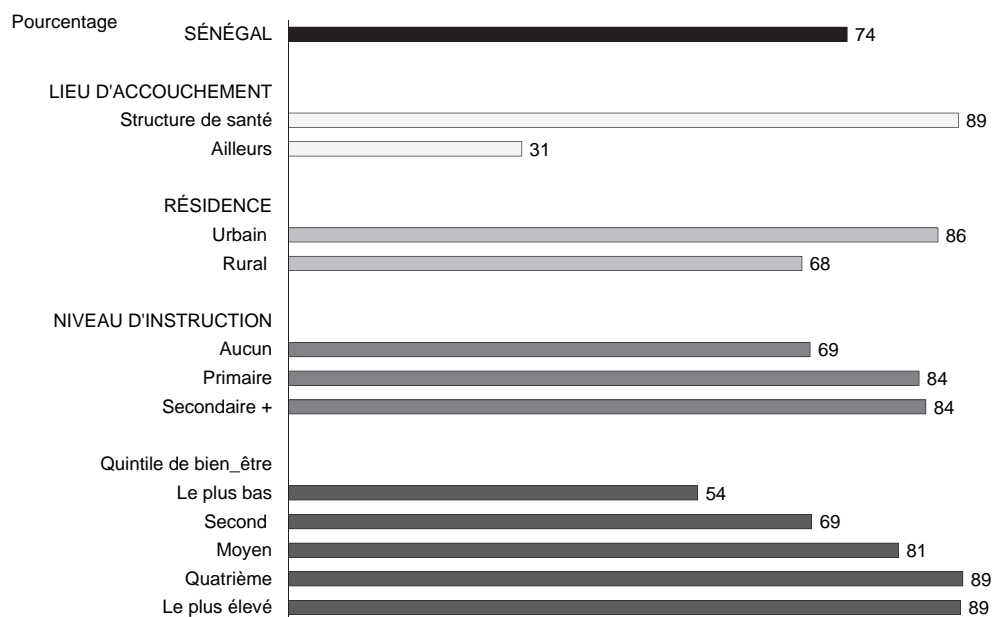 Pourcentage
SÉNÉGAL 74
LIEU D'ACCOUCHEMENT
Structure de santé 89
Ailleurs 31
RÉSIDENCE
Urbain 86
Rural 68
NIVEAU D'INSTRUCTION
Aucun 69
Primaire 84
Secondaire + 84
Quintile de bien_être
Le plus bas 54
Second 69
Moyen 81
Quatrième 89
Le plus élevé 89